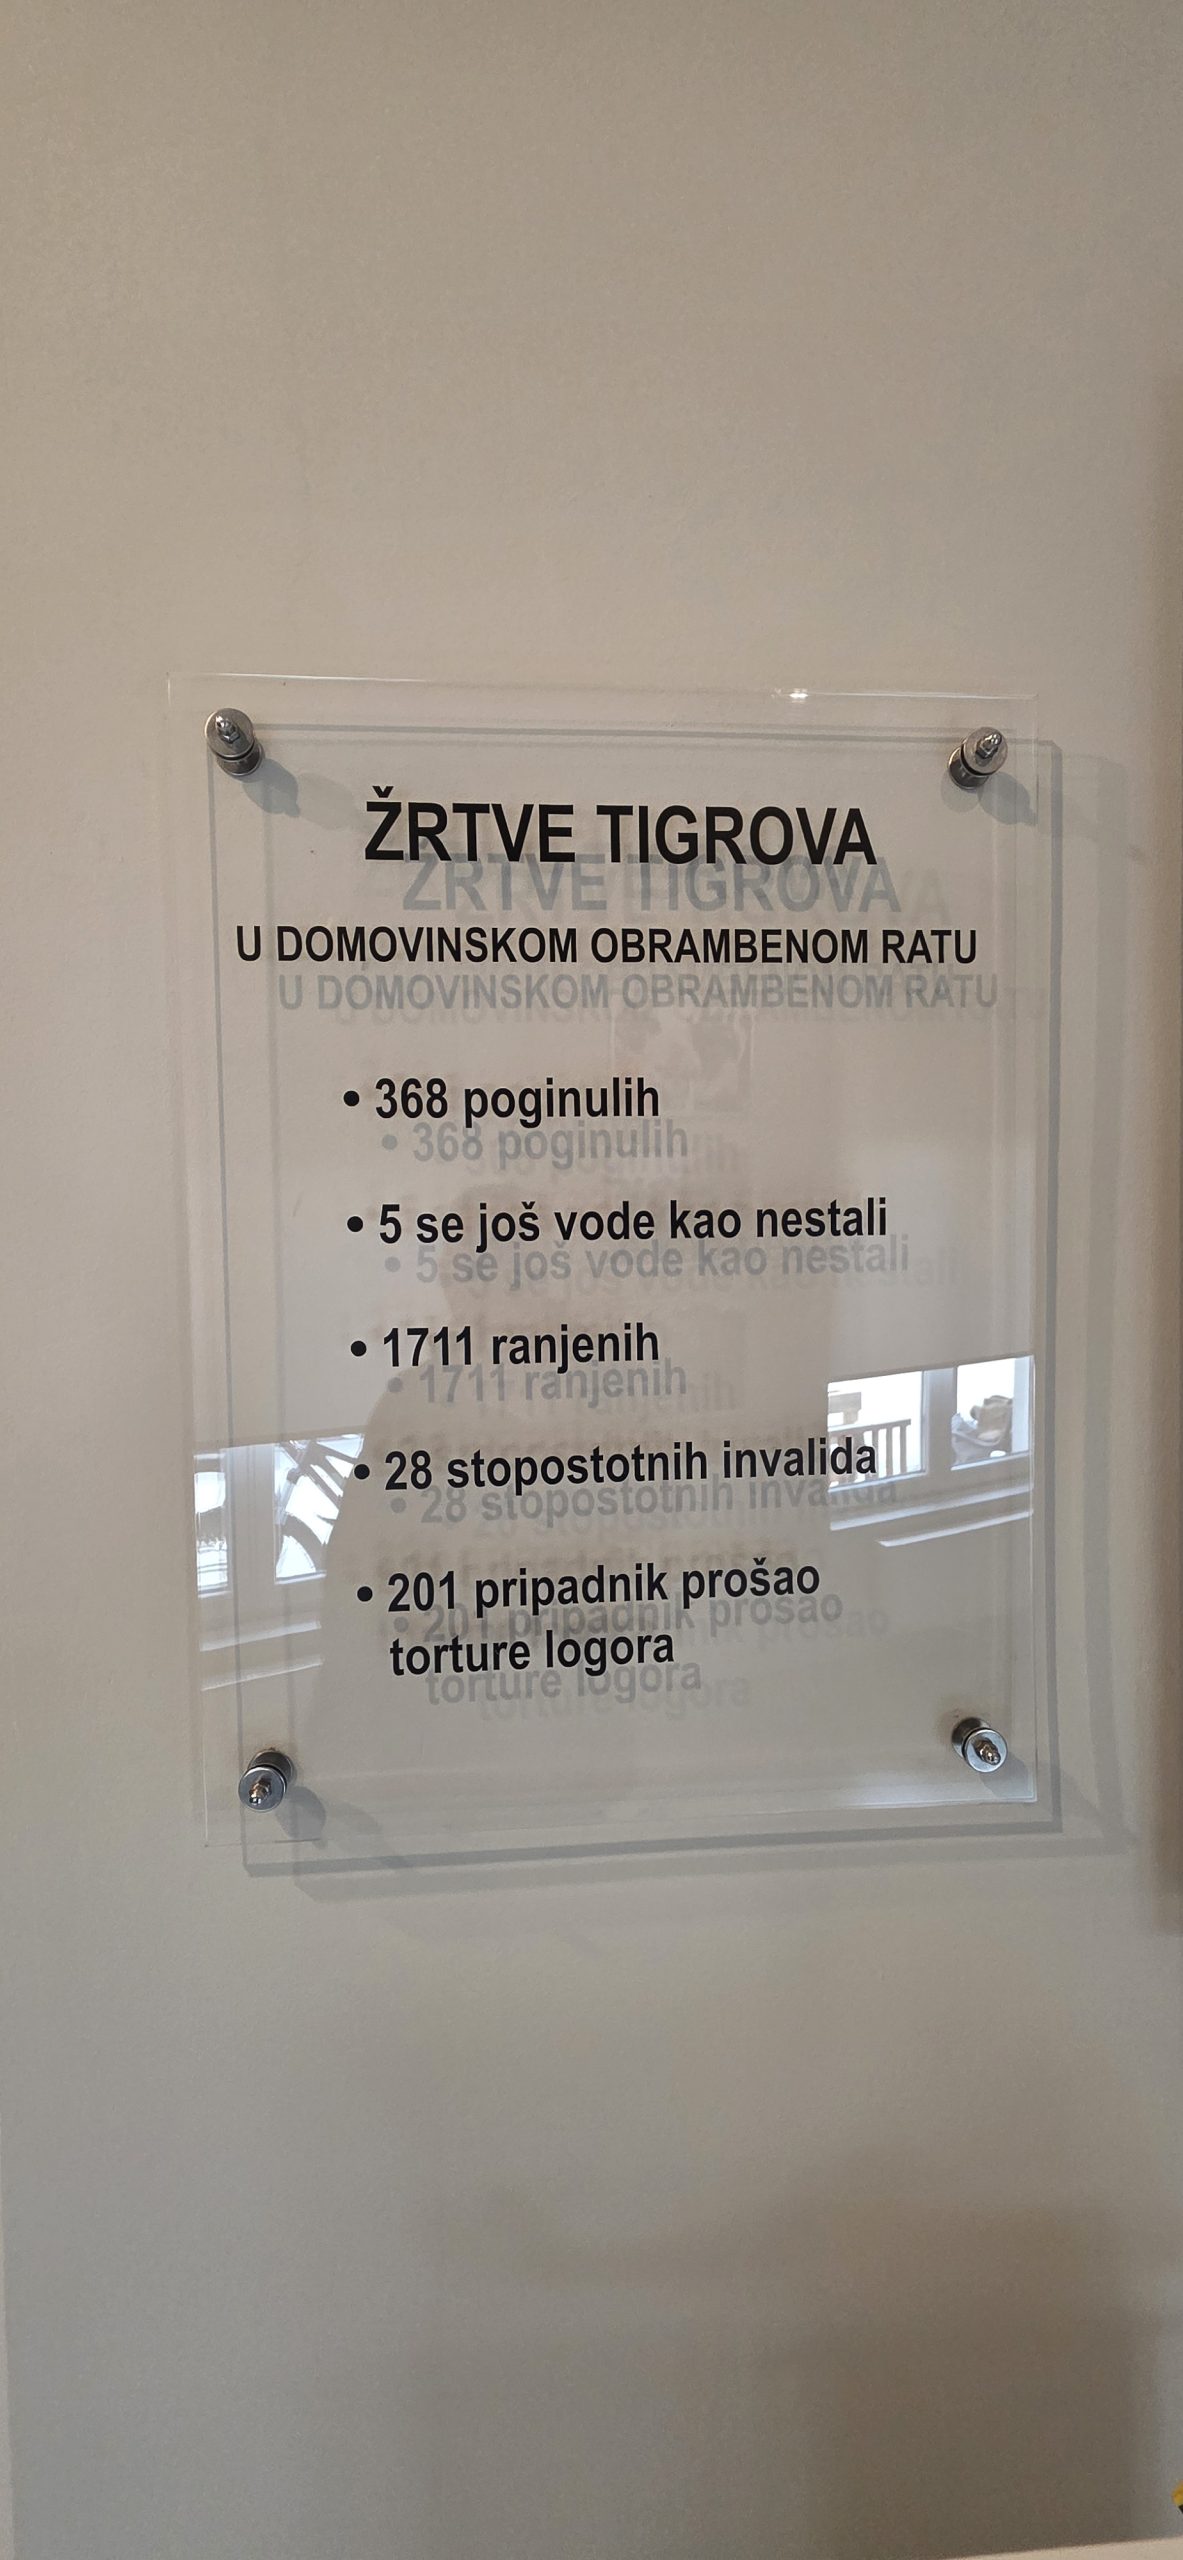 ŽRTVE TIGROVA
U DOMOVINSKOM OBRAMBENOM RATU
• 368 poginulih
• 5 se još vode kao nestali
• 1711 ranjenih
• 28 stopostotnih invalida
• 201 pripadnik prošao
torture logora